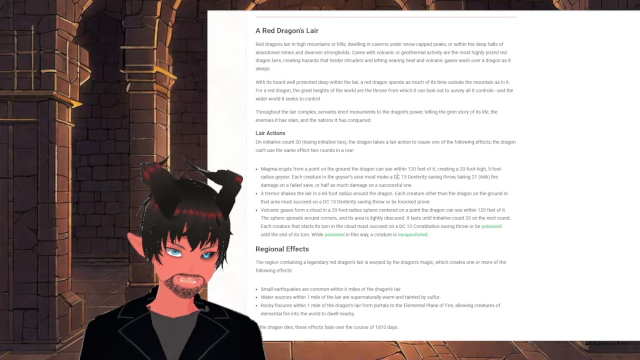 A Red Dragon's Lair
Red dragons lair in high mountains or hills, dwelling in caverns under snow-capped peaks, or within the deep halls of
abandoned mines and dwarven strongholds. Caves with volcanic or geothermal activity are the most highly prized red
dragon lairs, creating hazards that hinder intruders and letting searing heat and volcanic gases wash over a dragon as it
sleeps.
With its hoard well protected deep within the lair, a red dragon spends as much of its time outside the mountain as in it.
For a red dragon, the great heights of the world are the throne from which it can look out to survey all it controls—and the
wider world it seeks to control.
Throughout the lair complex, servants erect monuments to the dragon's power, telling the grim story of its life, the
enemies it has slain, and the nations it has conquered.
Lair Actions
On initiative count 20 (losing initiative ties), the dragon takes a lair action to cause one of the following effects; the dragon
can't use the same effect two rounds in a row:
• Magma erupts from a point on the ground the dragon can see within 120 feet of it, creating a 20-foot-high, 5-foot-
radius geyser. Each creature in the geyser's area must make a DC 15 Dexterity saving throw, taking 21 (6d6) fire
damage on a failed save, or half as much damage on a successful one.
• A tremor shakes the lair in a 60-foot radius around the dragon. Each creature other than the dragon on the ground in
that area must succeed on a DC 15 Dexterity saving throw or be knocked prone.
• Volcanic gases form a cloud in a 20-foot-radius sphere centered on a point the dragon can see within 120 feet of it.
The sphere spreads around corners, and its area is lightly obscured. It lasts until initiative count 20 on the next round.
Each creature that starts its turn in the cloud must succeed on a DC 13 Constitution saving throw or be poisoned
until the end of its turn. While poisoned in this way, a creature is incapacitated.
Regional Effects
The region containing a legendary red dragon's lair is warped by the dragon's magic, which creates one or more of the
following effects:
• Small earthquakes are common within 6 miles of the dragon's lair.
• Water sources within 1 mile of the lair are supernaturally warm and tainted by sulfur.
• Rocky fissures within 1 mile of the dragon's lair form portals to the Elemental Plane of Fire, allowing creatures of
elemental fire into the world to dwell nearby.
the dragon dies, these effects fade over the course of 1d10 days.